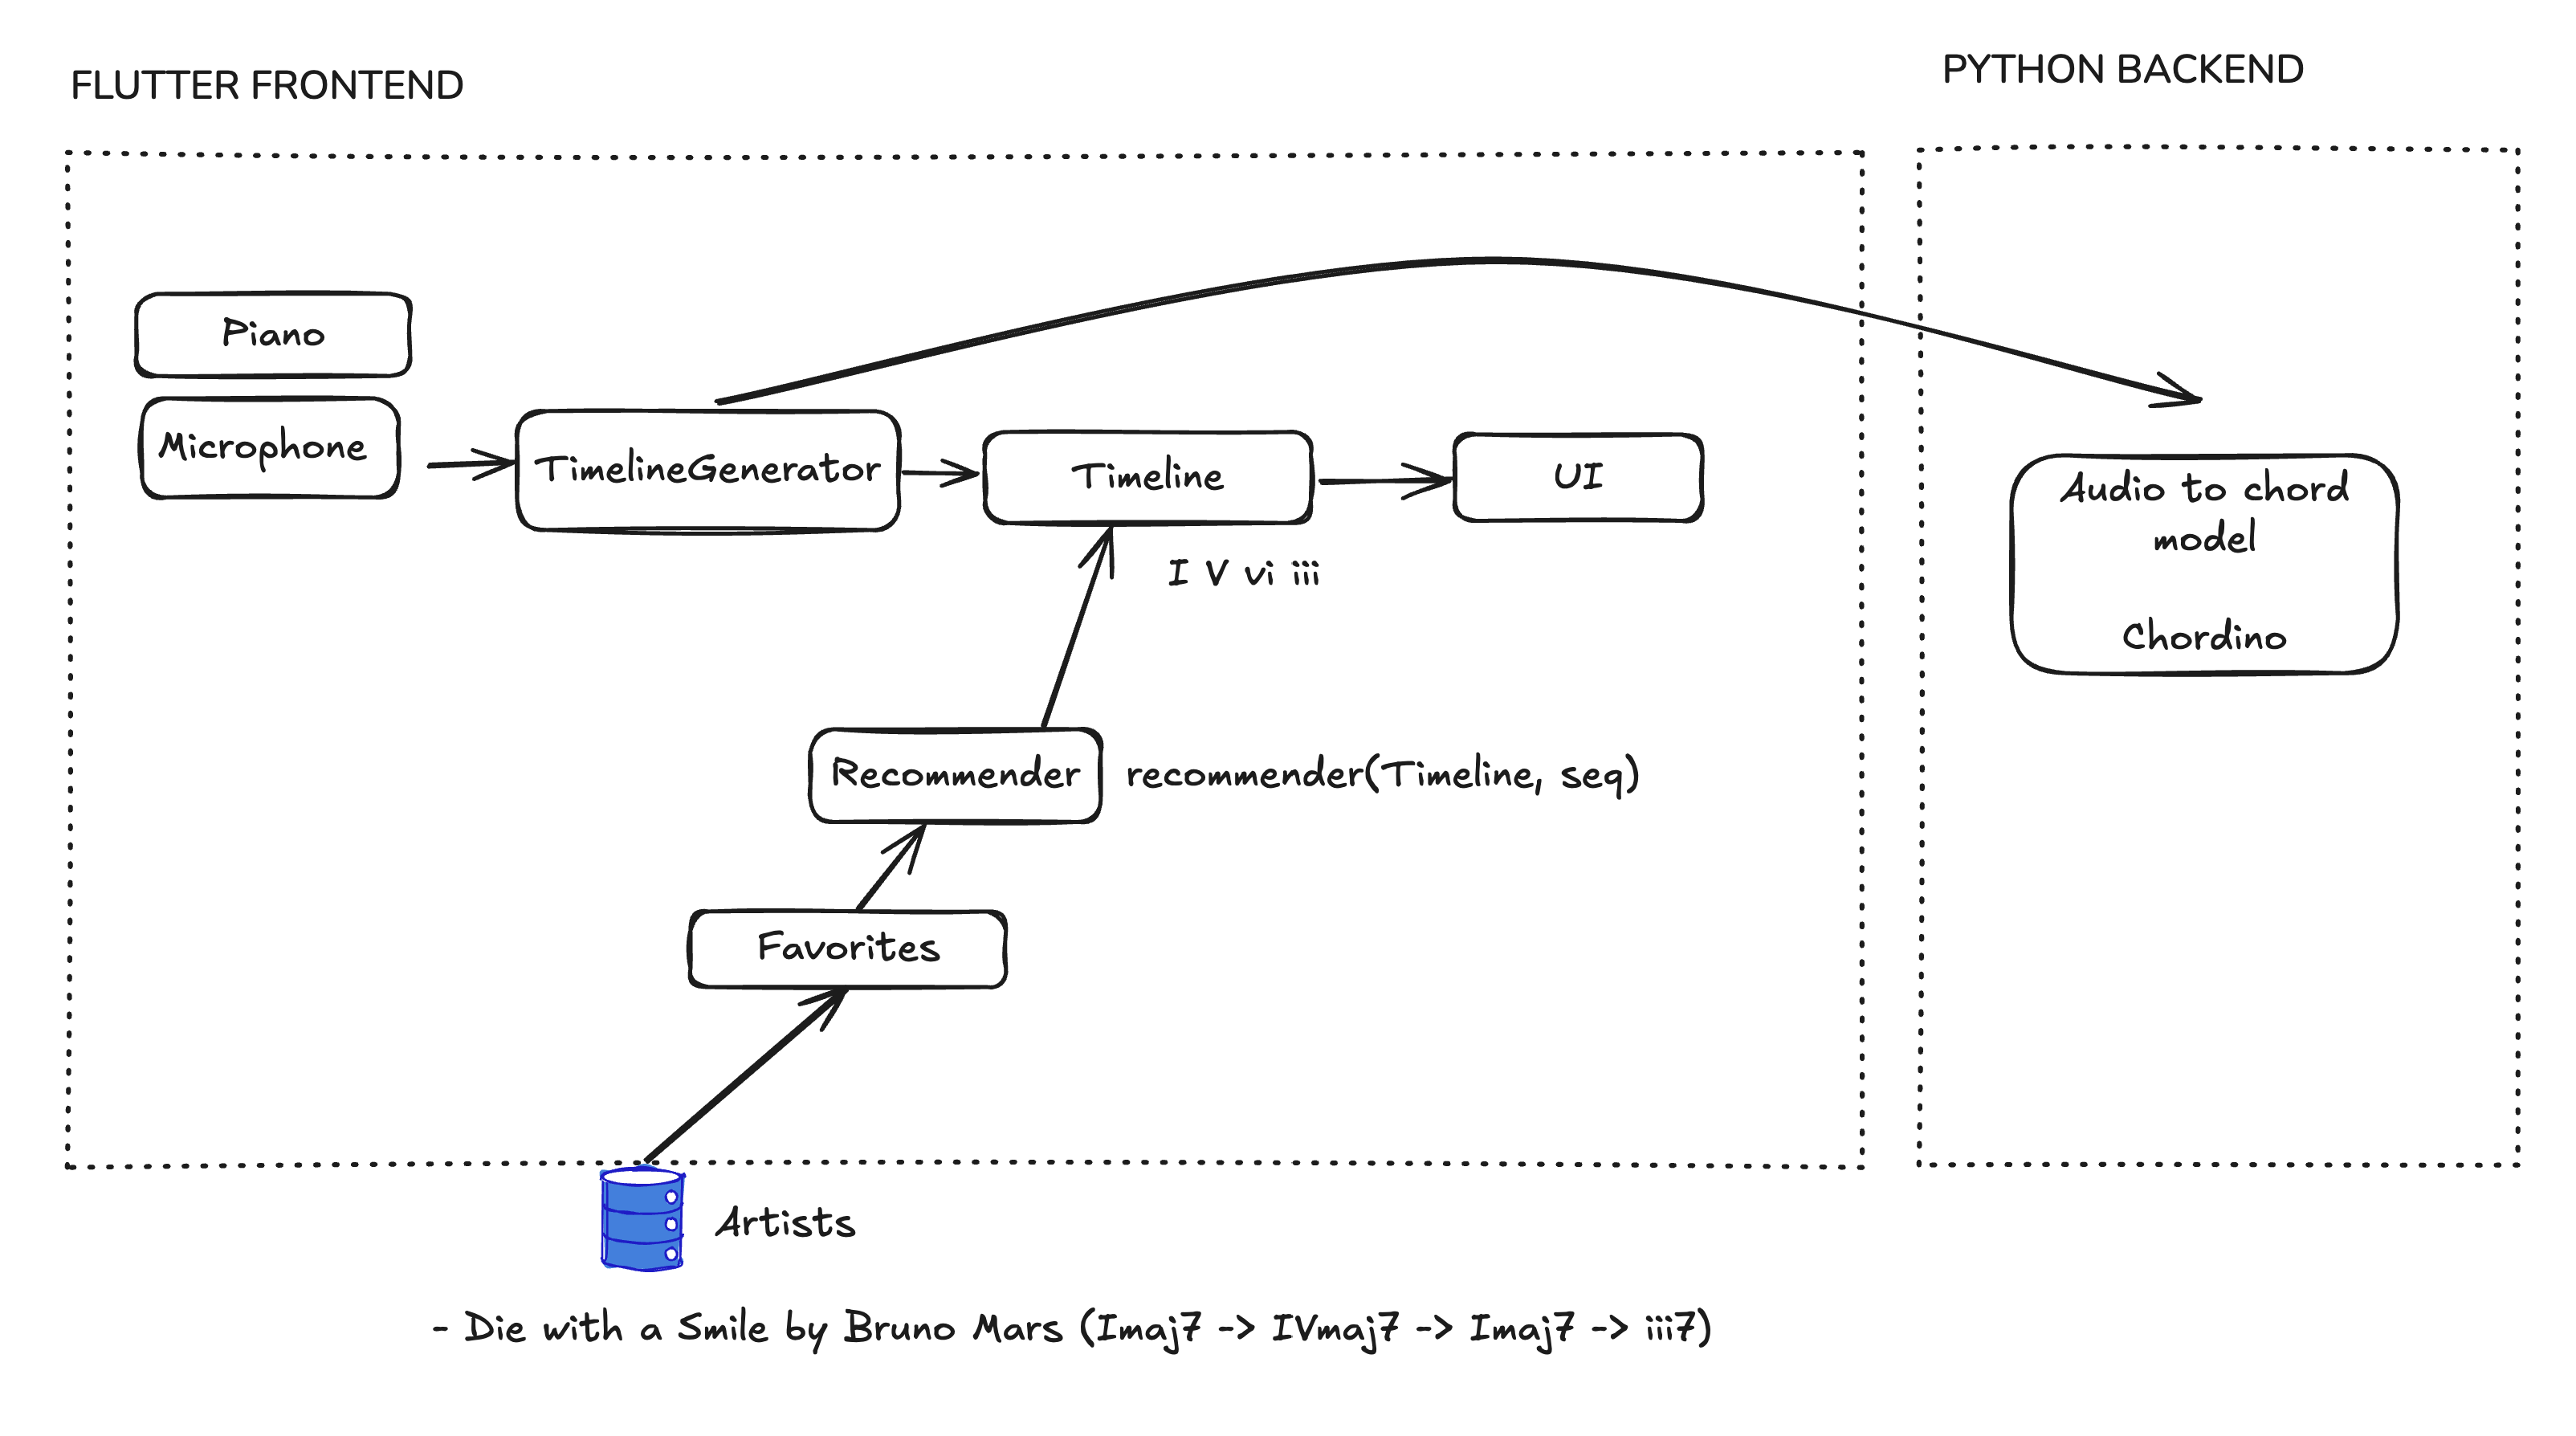 FLUTTER FRONTEND
PYTHON BACKEND
Piano
Microphone
TimelineGenerator
Timeline
UI
I V vi iii
Audio to chord
model
Chordino
Recommender
recommender(Timeline, seq)
Favorites
Artists
- Die with a Smile by Bruno Mars (Imaj7 -> IVmaj7 -> Imaj7 -> iii7)